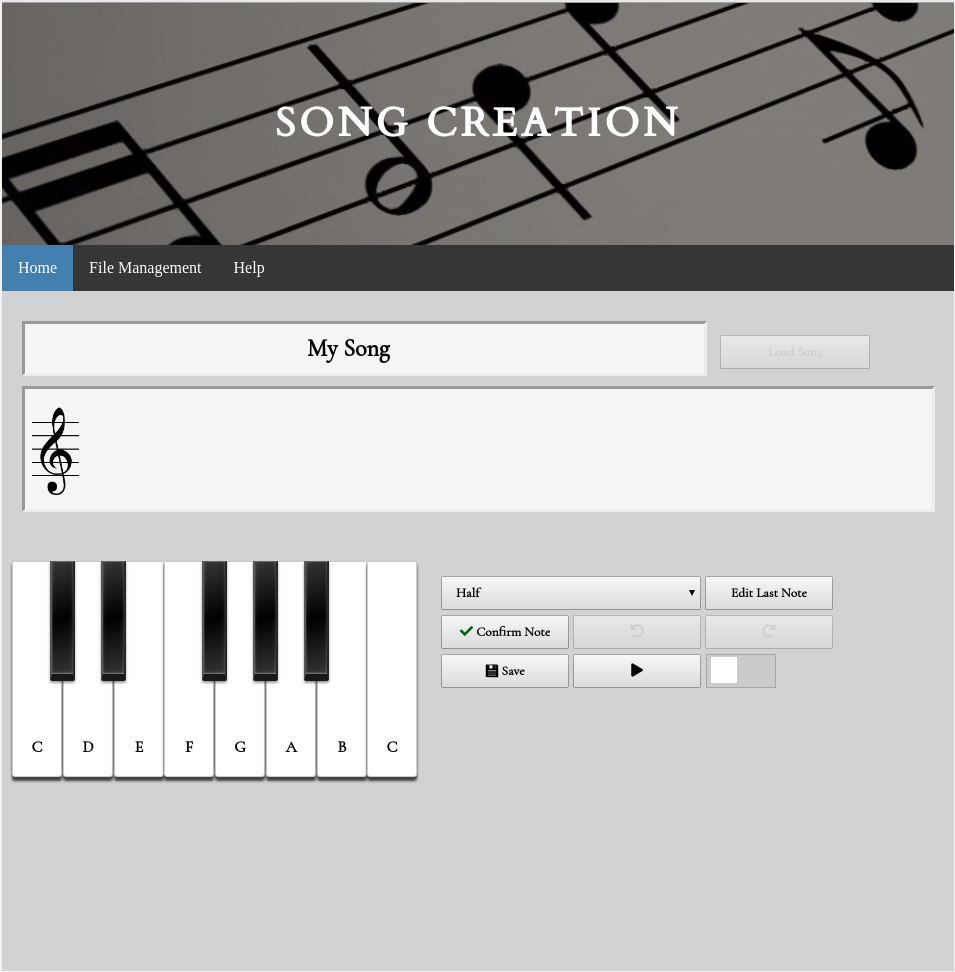 SONG CREATION
Home File Management Help
My Song
Load Song
Half Edit Last Note
Confirm Note
Save
C D E F G A B C